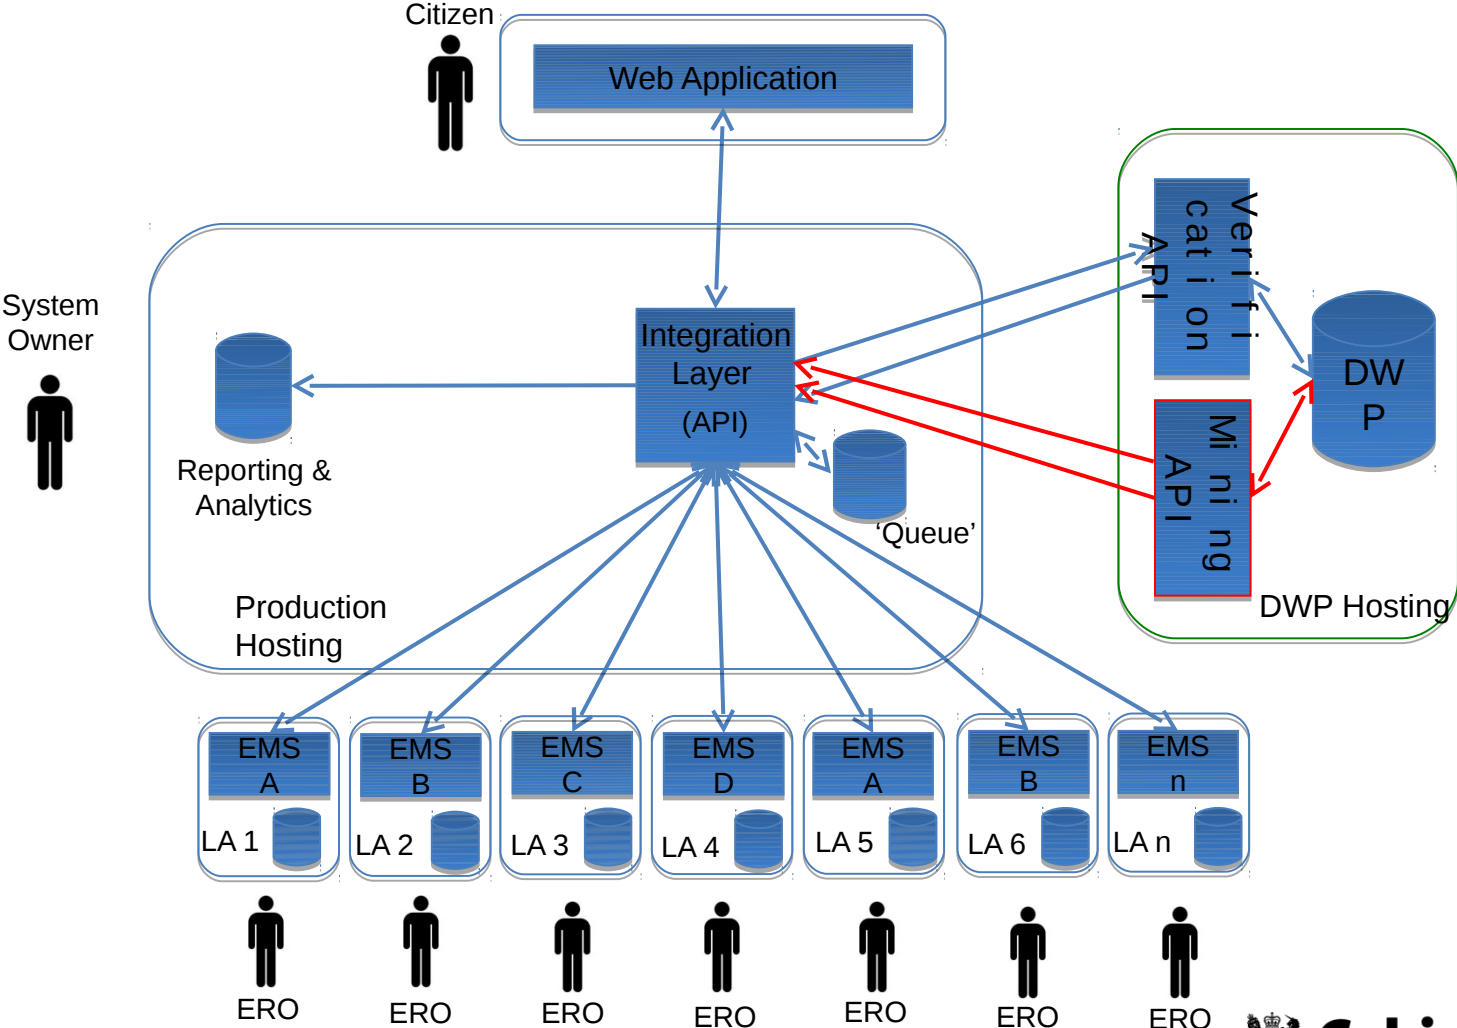 Citizen
Web Application
System
Owner
Integration
Layer
(API)
Verifi
cation
API
DW
P
Mining
API
Reporting &
Analytics
‘Queue’
Production
Hosting
DWP Hosting
EMS
A
EMS
B
EMS
C
EMS
D
EMS
A
EMS
B
EMS
n
LA 1
LA 2
LA 3
LA 4
LA 5
LA 6
LA n
ERO
ERO
ERO
ERO
ERO
ERO
ERO